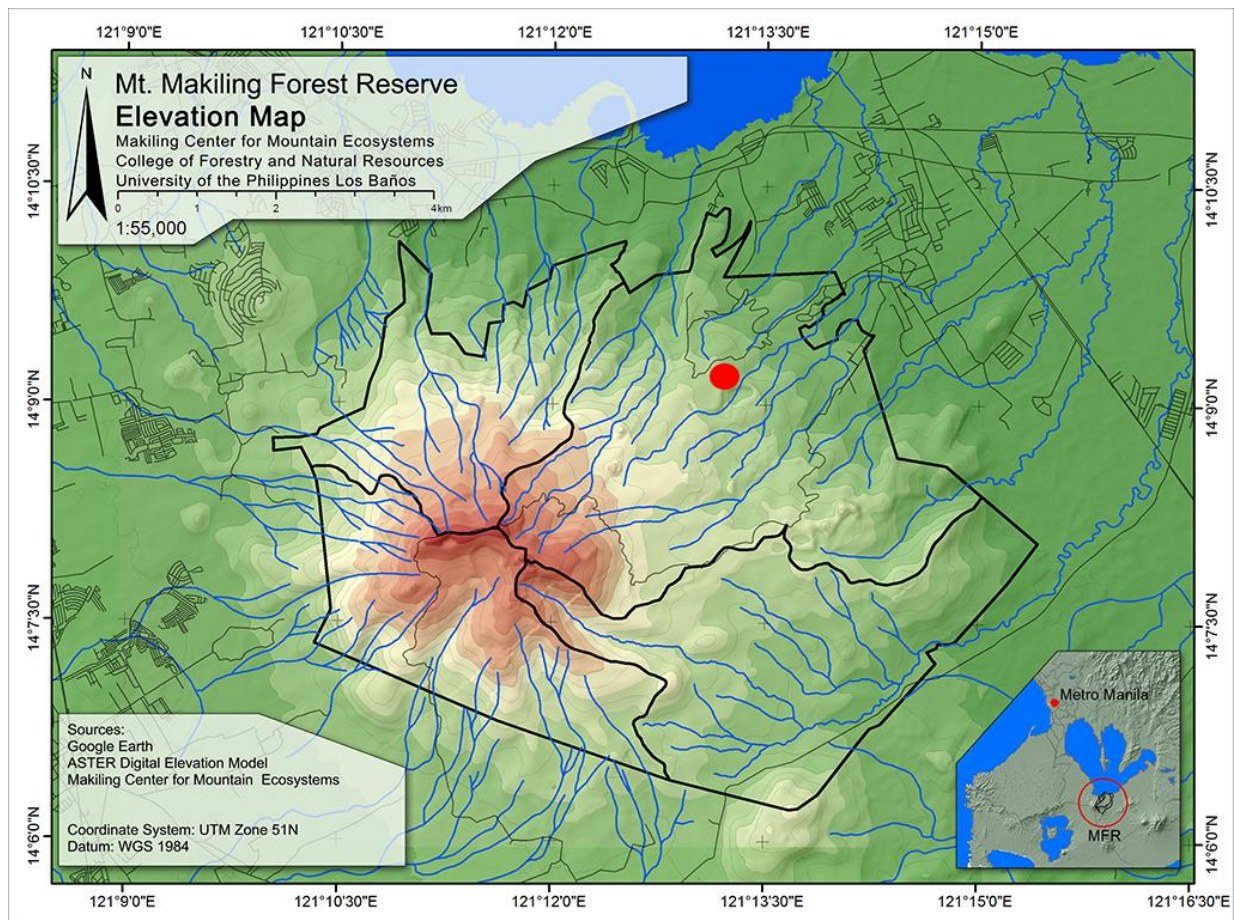 121°9'0"E 121°10'30"E 121°12'0"E 121°13'30"E 121°15'0"E
N
Mt. Makiling Forest Reserve
Elevation Map
Makiling Center for Mountain Ecosystems
College of Forestry and Natural Resources
University of the Philippines Los Baños
0 1 2 4km
1:55,000
14°10'30"N 14°10'30"N
14°9'0"N 14°9'0"N
14°7'30"N 14°7'30"N
Metro Manila
MFR
Sources:
Google Earth
ASTER Digital Elevation Model
Makiling Center for Mountain Ecosystems
Coordinate System: UTM Zone 51N
Datum: WGS 1984
14°6'0"N 14°6'0"N
121°9'0"E 121°10'30"E 121°12'0"E 121°13'30"E 121°15'0"E 121°16'30"E